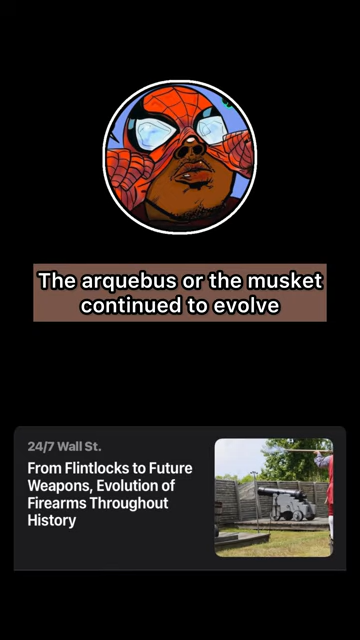 The arquebus or the musket
continued to evolve
24/7 Wall St.
From Flintlocks to Future
Weapons, Evolution of
Firearms Throughout
History